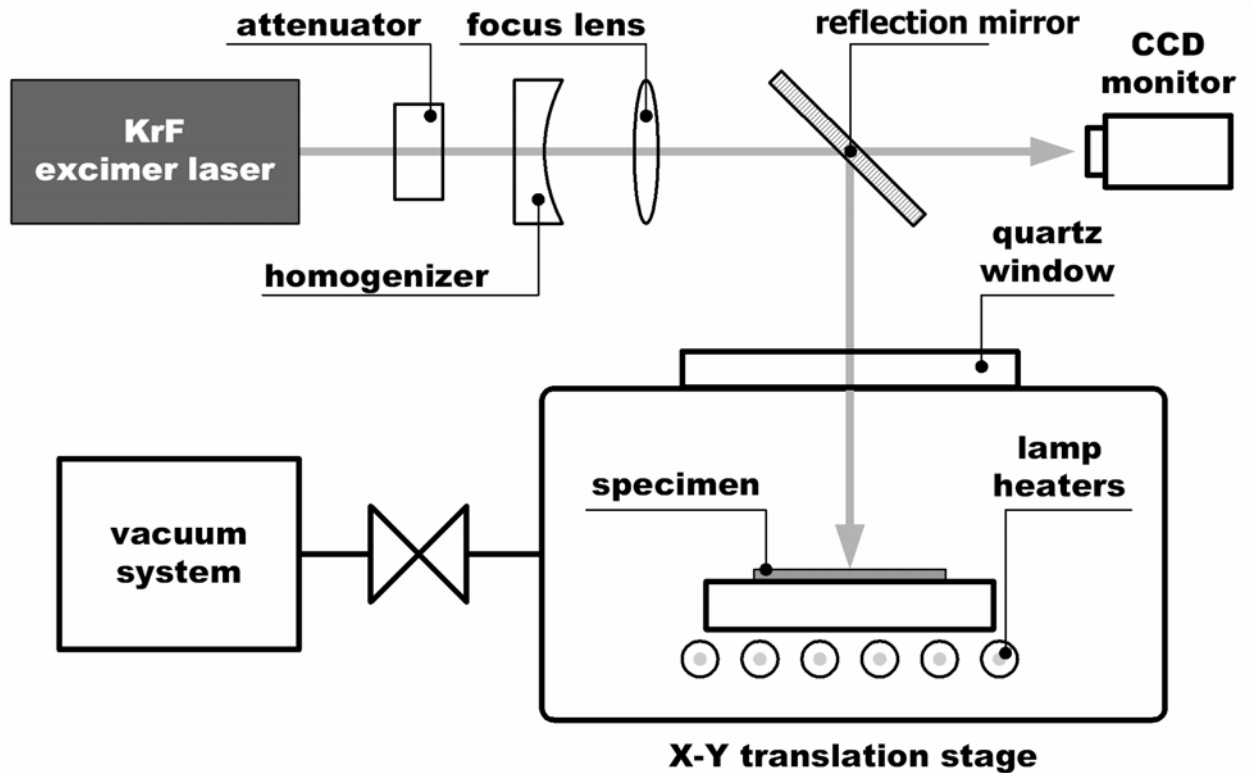 attenuator
focus lens
reflection mirror
CCD
monitor
KrF
excimer laser
homogenizer
quartz
window
specimen
lamp
heaters
vacuum
system
X-Y translation stage